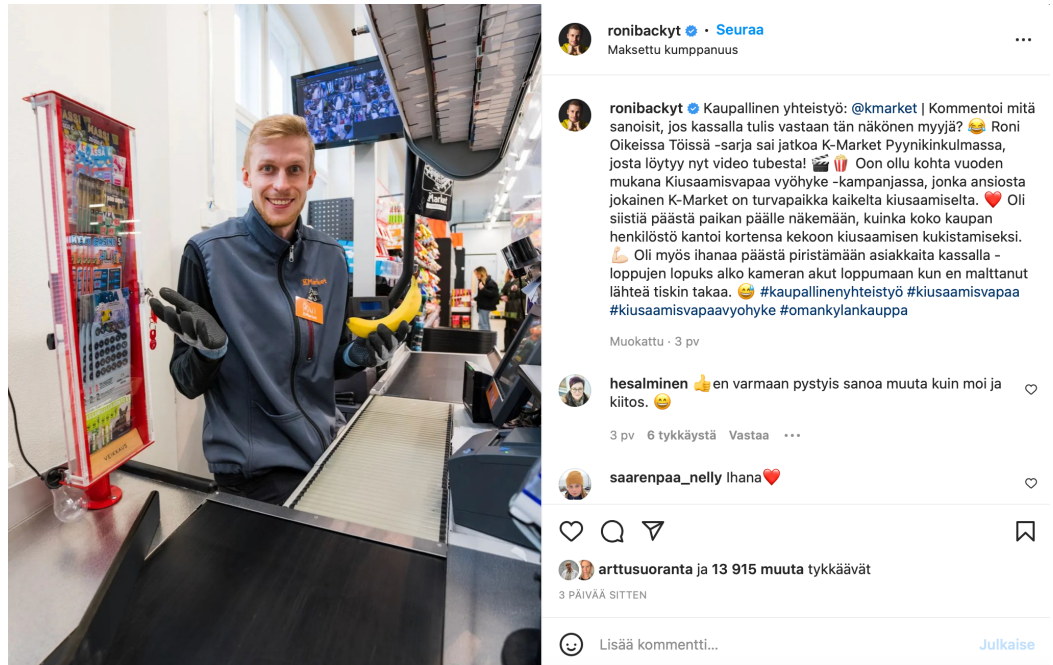 MASSI
MASSI
VEIKKAUS
K Market
K-Market
ronibackyt • Seuraa
Maksettu kumppanuus
ronibackyt Kaupallinen yhteistyö: @kmarket | Kommentoi mitä
sanoisit, jos kassalla tulis vastaan tän näkönen myyjä? 😂 Roni
Oikeissa Töissä -sarja sai jatkoa K-Market Pyynikinkulmassa,
josta löytyy nyt video tubesta! 🎬🍿 Oon ollu kohta vuoden
mukana Kiusaamisvapaa vyöhyke -kampanjassa, jonka ansiosta
jokainen K-Market on turvapaikka kaikelta kiusaamiselta. ❤️ Oli
siistiä päästä paikan päälle näkemään, kuinka koko kaupan
henkilöstö kantoi kortensa kekoon kiusaamisen kukistamiseksi.
💪🏻 Oli myös ihanaa päästä piristämään asiakkaita kassalla -
loppujen lopuks alko kameran akut loppumaan kun en malttanut
lähteä tiskin takaa. 😅 #kaupallinenyhteistyö #kiusaamisvapaa
#kiusaamisvapaavyohyke #omankylankauppa
Muokattu · 3 pv
hesalminen 👍en varmaan pystyis sanoa muuta kuin moi ja
kiitos. 😄
3 pv 6 tykkäystä Vastaa
saarenpaa_nelly Ihana❤️
arttusuoranta ja 13 915 muuta tykkäävät
3 PÄIVÄÄ SITTEN
Lisää kommentti...
Julkaise